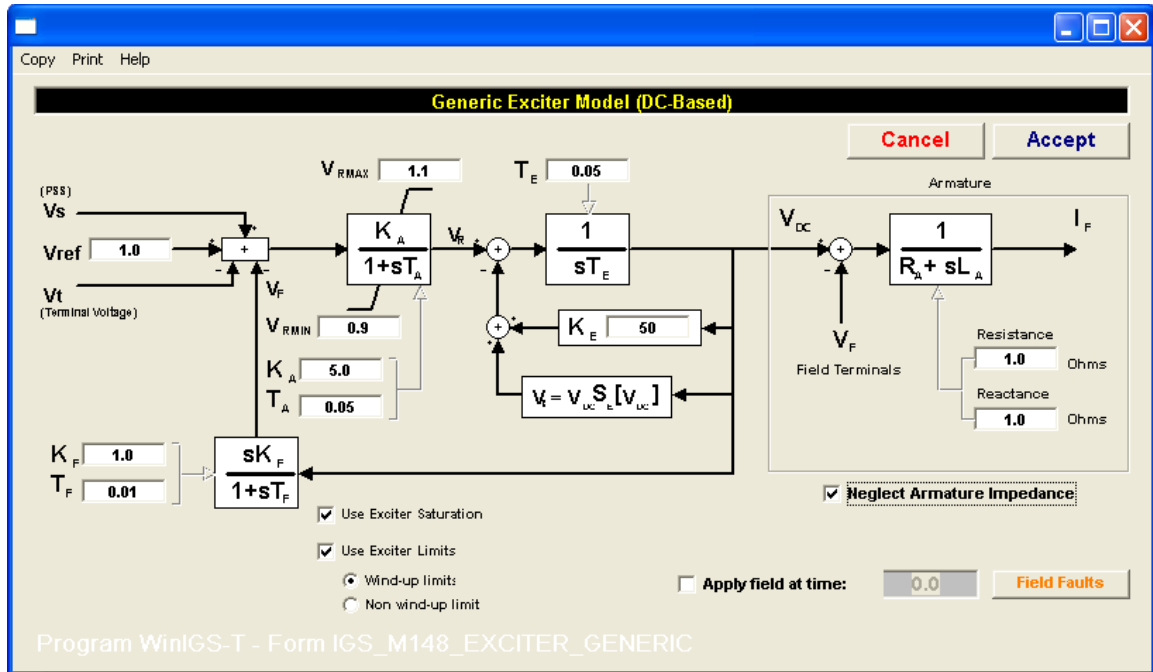 Copy Print Help
Generic Exciter Model (DC-Based)
Cancel Accept
V RMAX 1.1
T E 0.05
Armature
(PSS)
Vs
Vref 1.0
Vt
(Terminal Voltage)
+
+
+
-
-
V F
K A
1+sT A
V R
+
+
-
1
sT E
V DC
+
+
-
1
R A + sL A
I F
V RMIN 0.9
+
+
+
K E 50
V F
Field Terminals
Resistance
1.0 Ohms
Reactance
1.0 Ohms
K A 5.0
T A 0.05
= V DC S E [V DC ]
K F 1.0
T F 0.01
sK F
1+sT F
Neglect Armature Impedance
Use Exciter Saturation
Use Exciter Limits
Wind-up limits
Non wind-up limit
Apply field at time: 0.0 Field Faults
Program WinIGS-T - Form IGS_M148_EXCITER_GENERIC